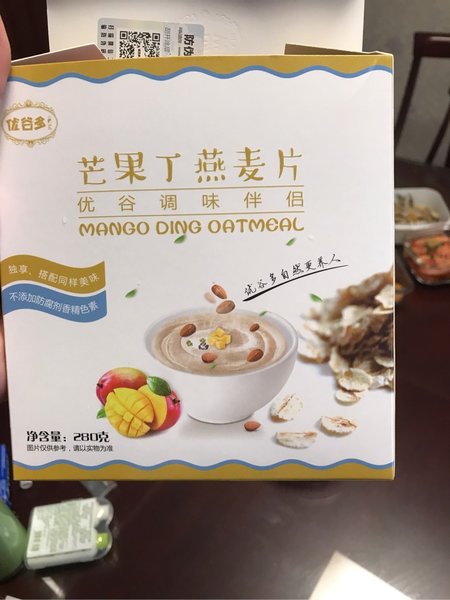 防伪
优谷多
芒果丁燕麦片
优谷调味伴侣
MANGO DING OATMEAL
独享、搭配同样美味
不添加防腐剂香精色素
优谷多自然更养人
净含量：280克
图片仅供参考，请以实物为准